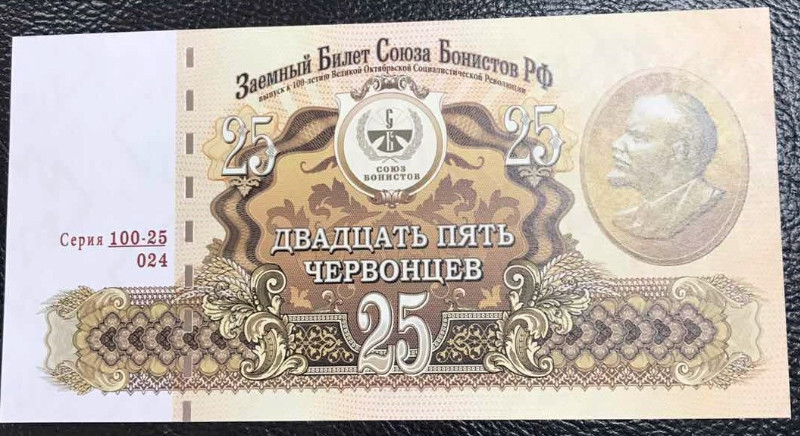 Заемный Билет Союза Бонистов РФ
выпуск к 100-летию Великой Октябрьской Социалистической Революции
25
25
С
Б
СОЮЗ
БОНИСТОВ
Серия 100-25
024
ДВАДЦАТЬ ПЯТЬ
ЧЕРВОНЦЕВ
25